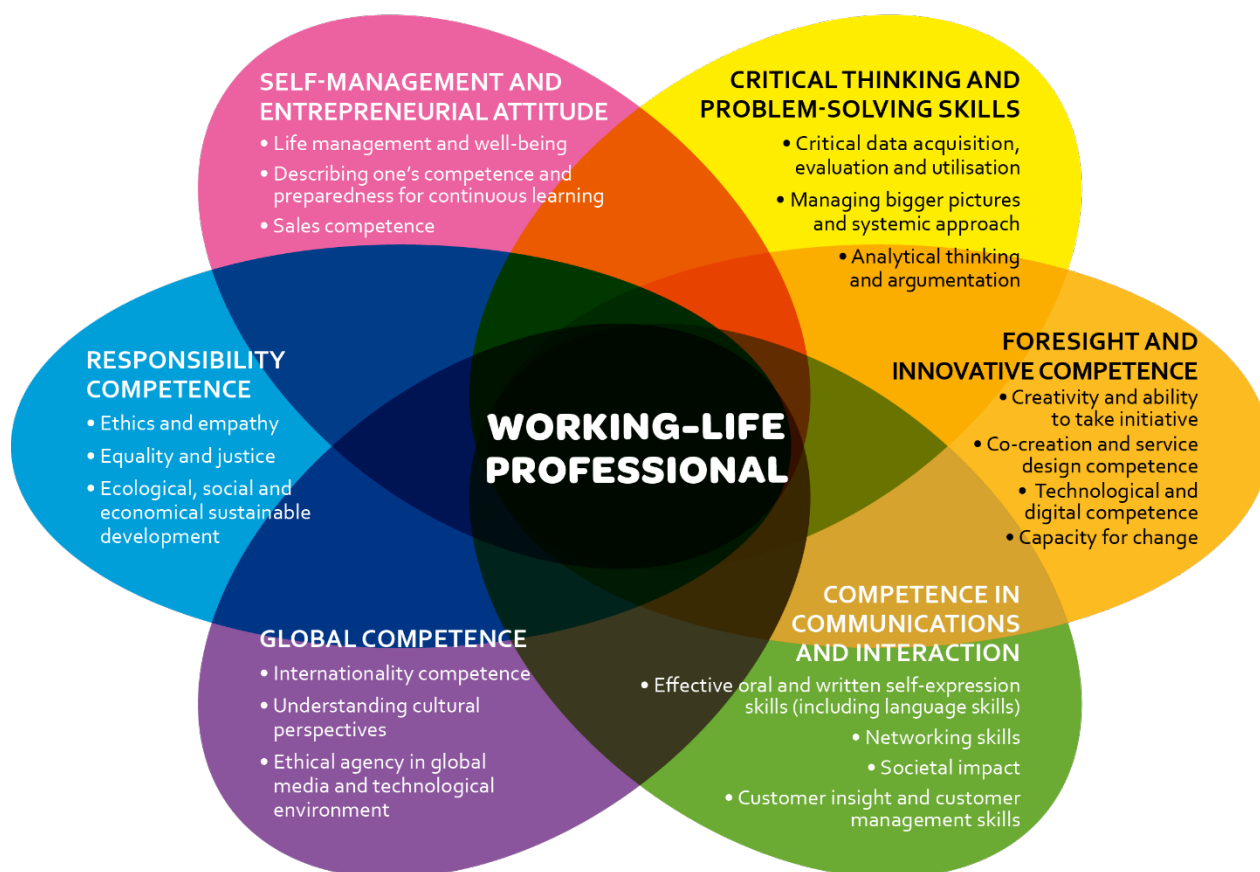 SELF-MANAGEMENT AND
ENTREPRENEURIAL ATTITUDE
• Life management and well-being
• Describing one's competence and
preparedness for continuous learning
• Sales competence
CRITICAL THINKING AND
PROBLEM-SOLVING SKILLS
• Critical data acquisition,
evaluation and utilisation
• Managing bigger pictures
and systemic approach
• Analytical thinking
and argumentation
RESPONSIBILITY
COMPETENCE
• Ethics and empathy
• Equality and justice
• Ecological, social and
economical sustainable
development
WORKING-LIFE
PROFESSIONAL
FORESIGHT AND
INNOVATIVE COMPETENCE
• Creativity and ability
to take initiative
• Co-creation and service
design competence
• Technological and
digital competence
• Capacity for change
GLOBAL COMPETENCE
• Internationality competence
• Understanding cultural
perspectives
• Ethical agency in global
media and technological
environment
COMPETENCE IN
COMMUNICATIONS
AND INTERACTION
• Effective oral and written self-expression
skills (including language skills)
• Networking skills
• Societal impact
• Customer insight and customer
management skills